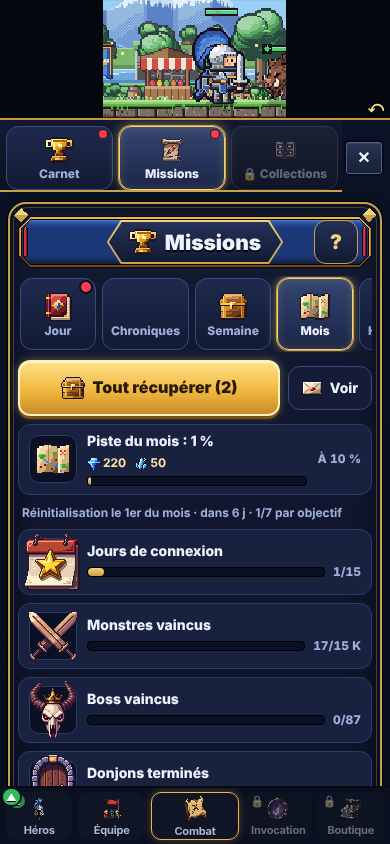 Carnet
Missions
Collections
×
Missions
?
Jour
Chroniques
Semaine
Mois
Tout récupérer (2)
Voir
Piste du mois : 1 %
220 50
À 10 %
Réinitialisation le 1er du mois · dans 6 j · 1/7 par objectif
Jours de connexion
1/15
Monstres vaincus
17/15 K
Boss vaincus
0/87
Donjons terminés
Héros
Équipe
Combat
Invocation
Boutique